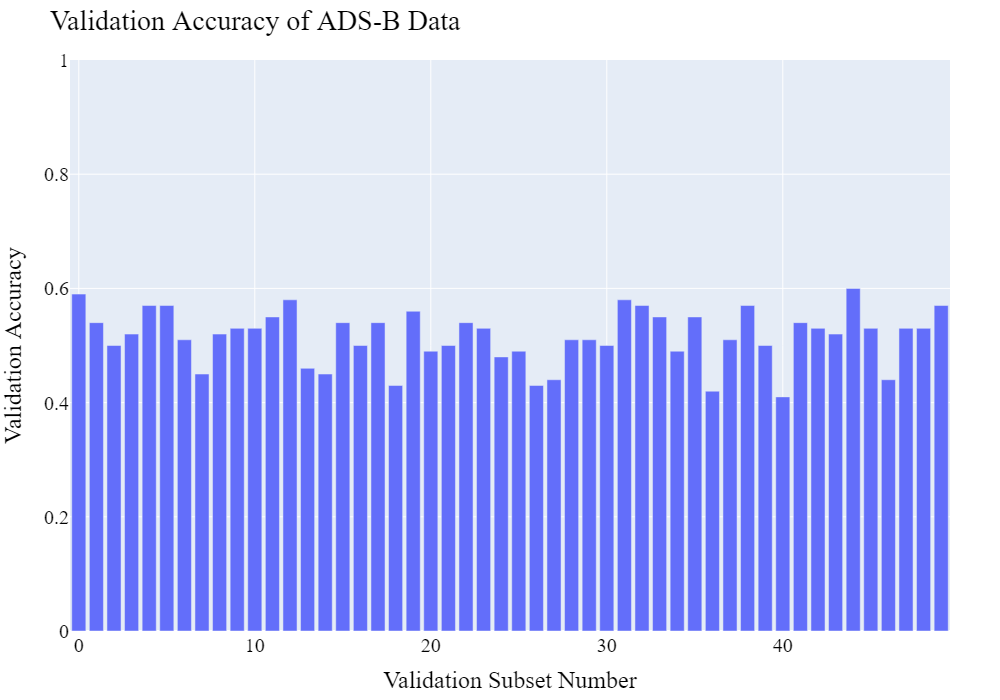 Validation Accuracy of ADS-B Data
1
0.8
0.6
0.4
0.2
0
Validation Accuracy
0 10 20 30 40
Validation Subset Number